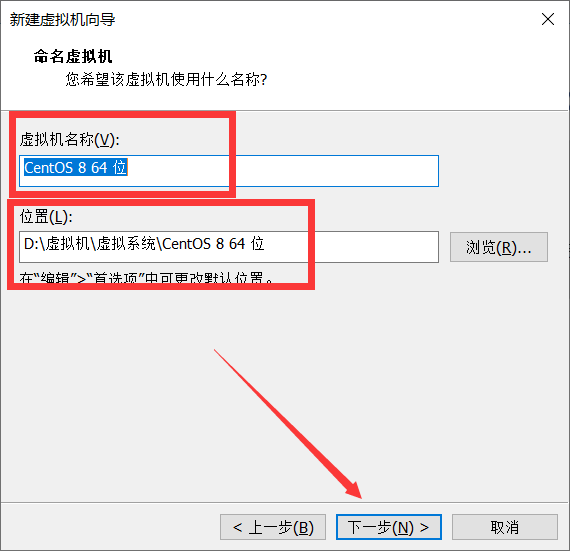 新建虚拟机向导
命名虚拟机
您希望该虚拟机使用什么名称?
虚拟机名称(V):
CentOS 8 64 位
位置(L):
D:\虚拟机\虚拟系统\CentOS 8 64 位
浏览(R)...
在“编辑”>“首选项”中可更改默认位置。
< 上一步(B)
下一步(N) >
取消